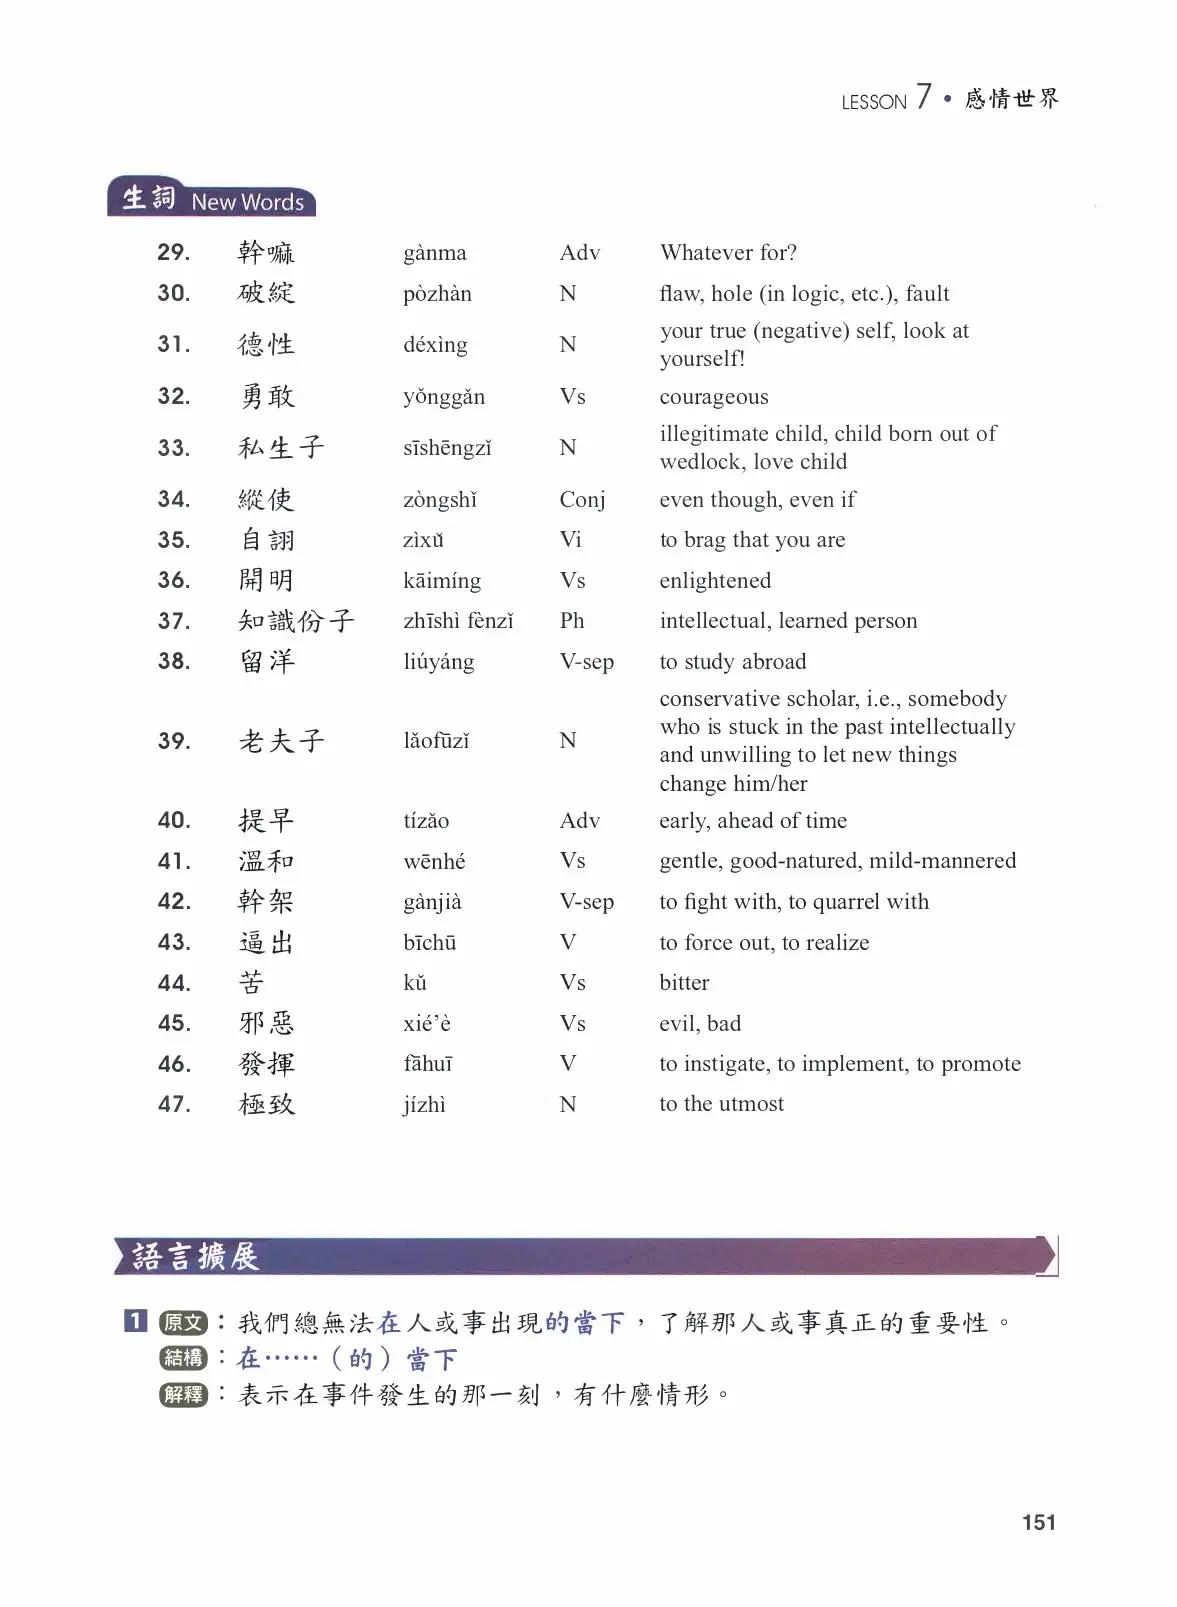 LESSON 7 • 感情世界
生詞 New Words
29. 幹嘛 gànma Adv Whatever for?
30. 破綻 pòzhàn N flaw, hole (in logic, etc.), fault
31. 德性 déxìng N your true (negative) self, look at
yourself!
32. 勇敢 yǒnggǎn Vs courageous
33. 私生子 sīshēngzǐ N illegitimate child, child born out of
wedlock, love child
34. 縱使 zòngshǐ Conj even though, even if
35. 自詡 zìxǔ Vi to brag that you are
36. 開明 kāimíng Vs enlightened
37. 知識份子 zhīshì fènzǐ Ph intellectual, learned person
38. 留洋 liúyáng V-sep to study abroad
39. 老夫子 lǎofūzǐ N conservative scholar, i.e., somebody
who is stuck in the past intellectually
and unwilling to let new things
change him/her
40. 提早 tízǎo Adv early, ahead of time
41. 溫和 wēnhé Vs gentle, good-natured, mild-mannered
42. 幹架 gànjià V-sep to fight with, to quarrel with
43. 逼出 bīchū V to force out, to realize
44. 苦 kǔ Vs bitter
45. 邪惡 xié’è Vs evil, bad
46. 發揮 fāhuī V to instigate, to implement, to promote
47. 極致 jízhì N to the utmost
語言擴展
1 原文：我們總無法在人或事出現的當下，了解那人或事真正的重要性。
結構：在……（的）當下
解釋：表示在事件發生的那一刻，有什麼情形。
151